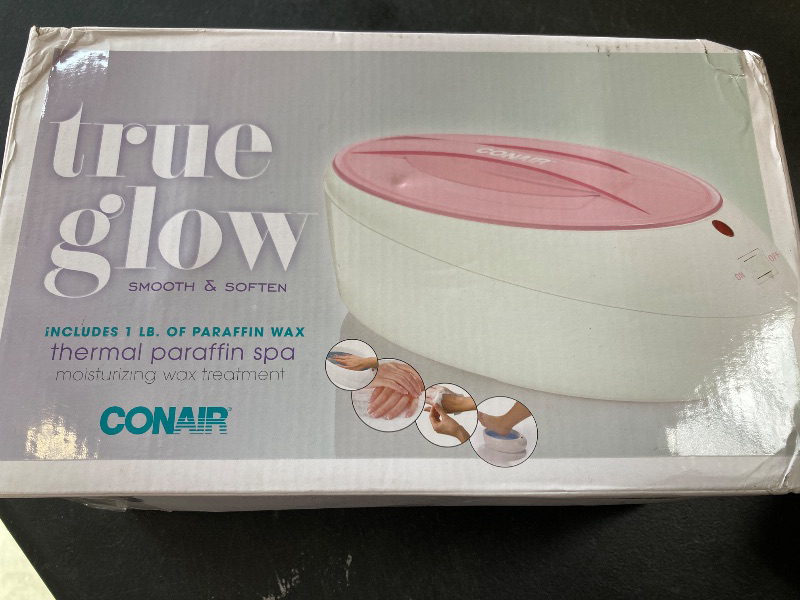 true
glow
SMOOTH & SOFTEN
INCLUDES 1 LB. OF PARAFFIN WAX
thermal paraffin spa
moisturizing wax treatment
CONAIR®
CONAIR
ON
OFF